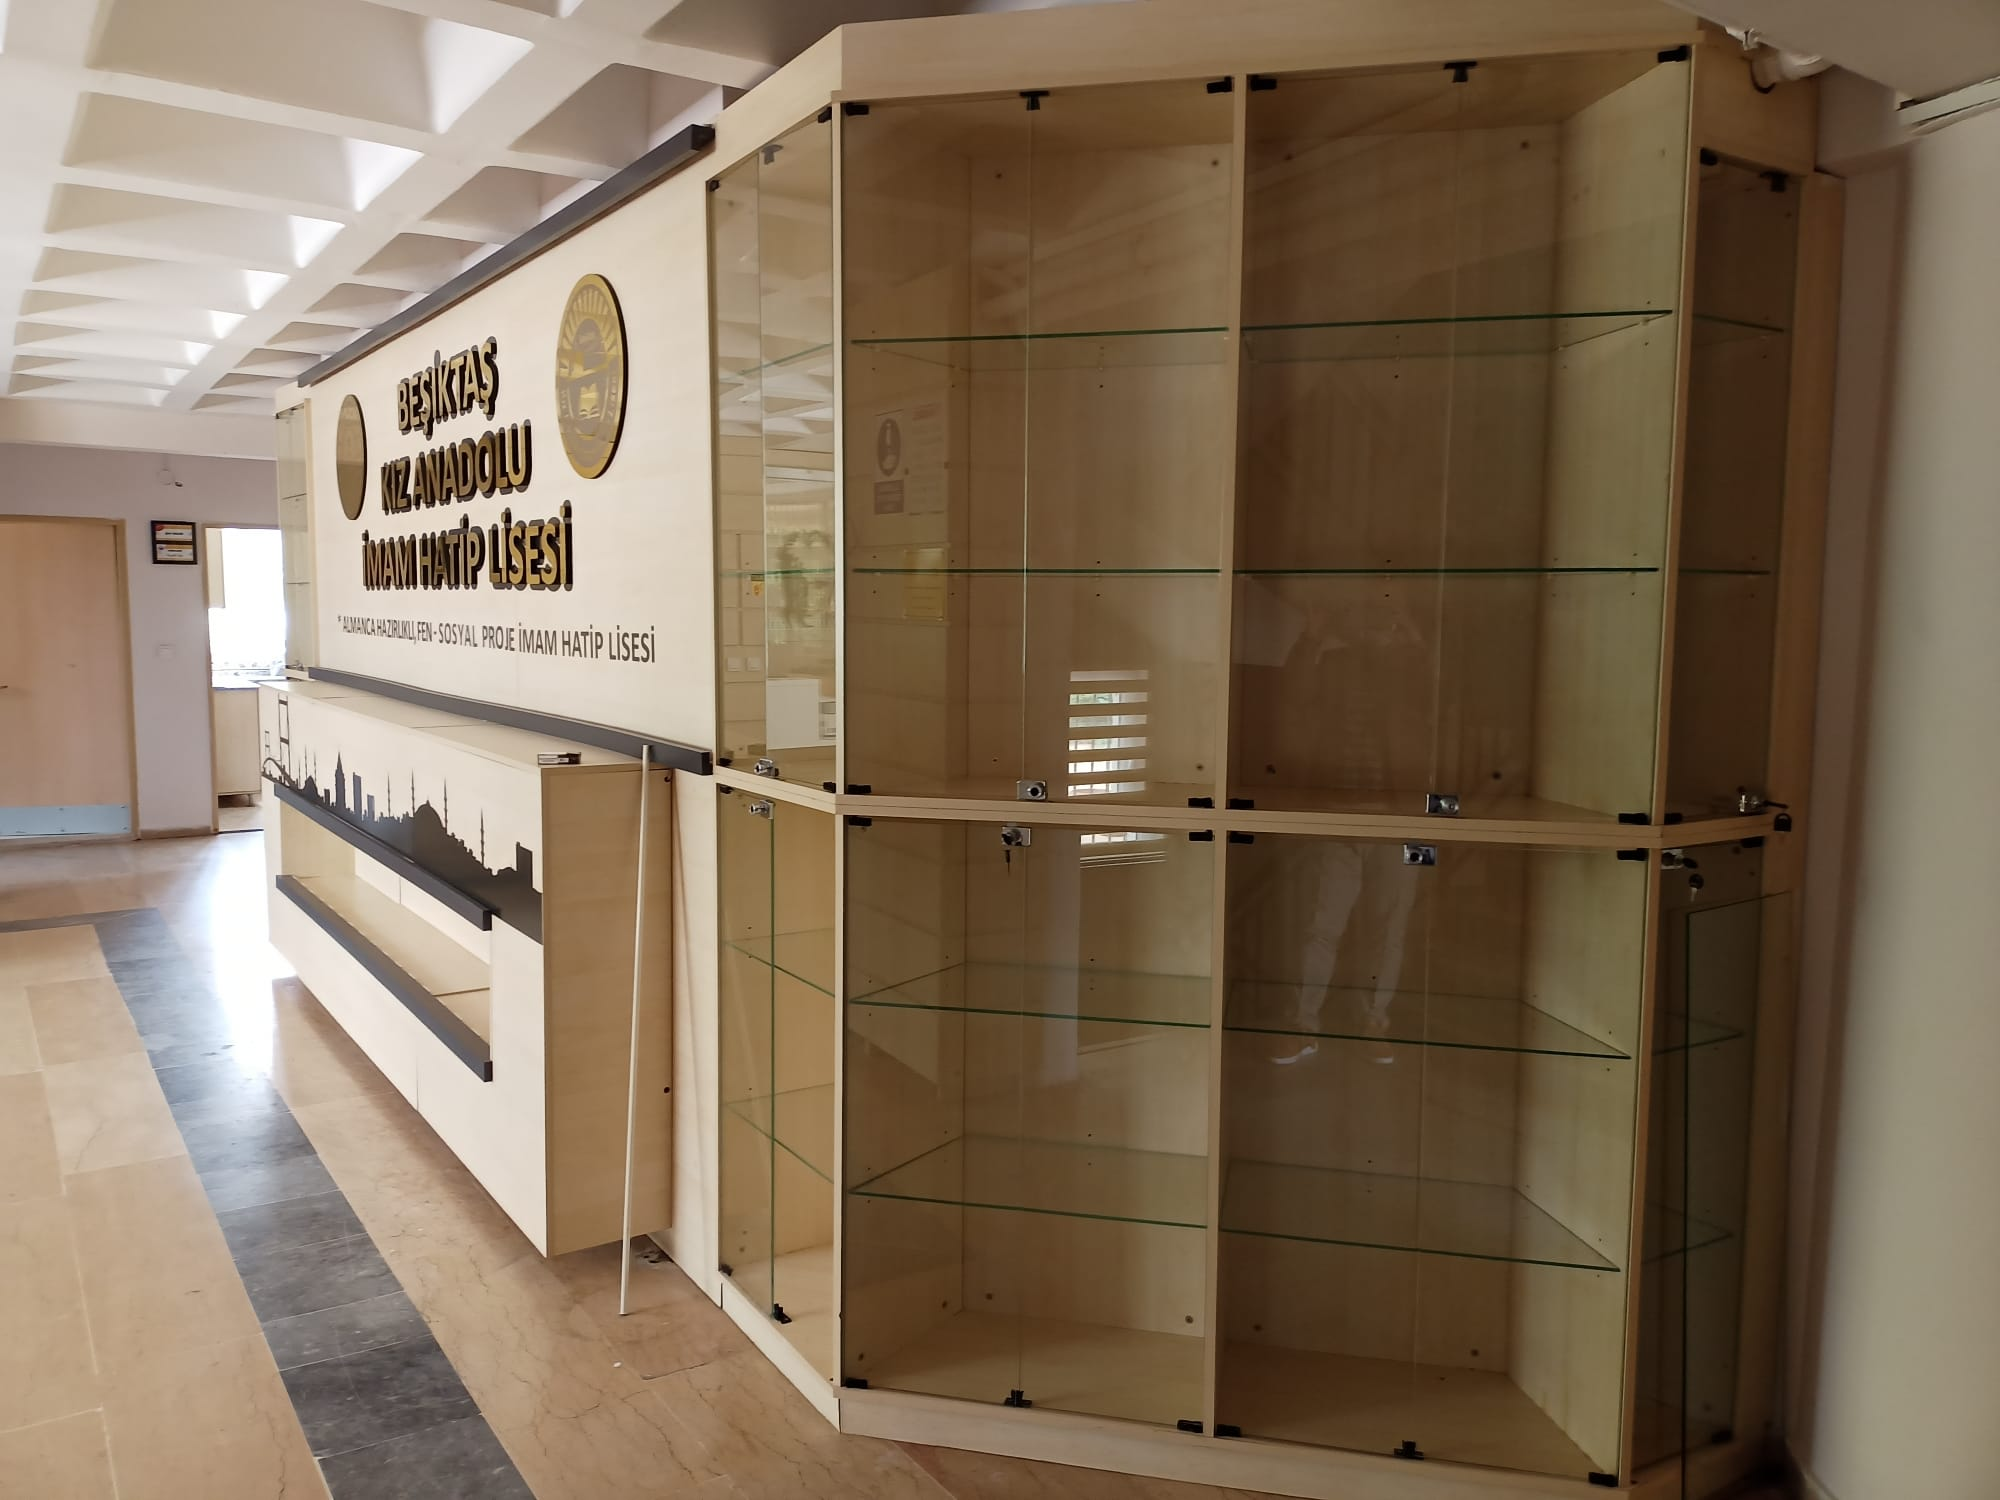 BEŞİKTAŞ
KIZ ANADOLU
İMAM HATİP LİSESİ
* ALMANCA HAZIRLIKLI, FEN - SOSYAL PROJE İMAM HATİP LİSESİ